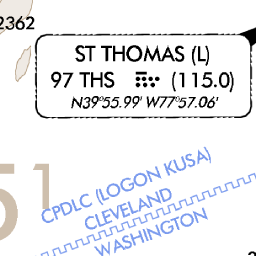 2362
ST THOMAS (L)
97 THS (115.0)
N39°55.99' W77°57.06'
51
CPDLC (LOGON KUSA)
CLEVELAND
WASHINGTON